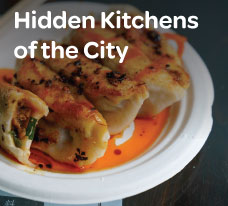 Hidden Kitchens
of the City